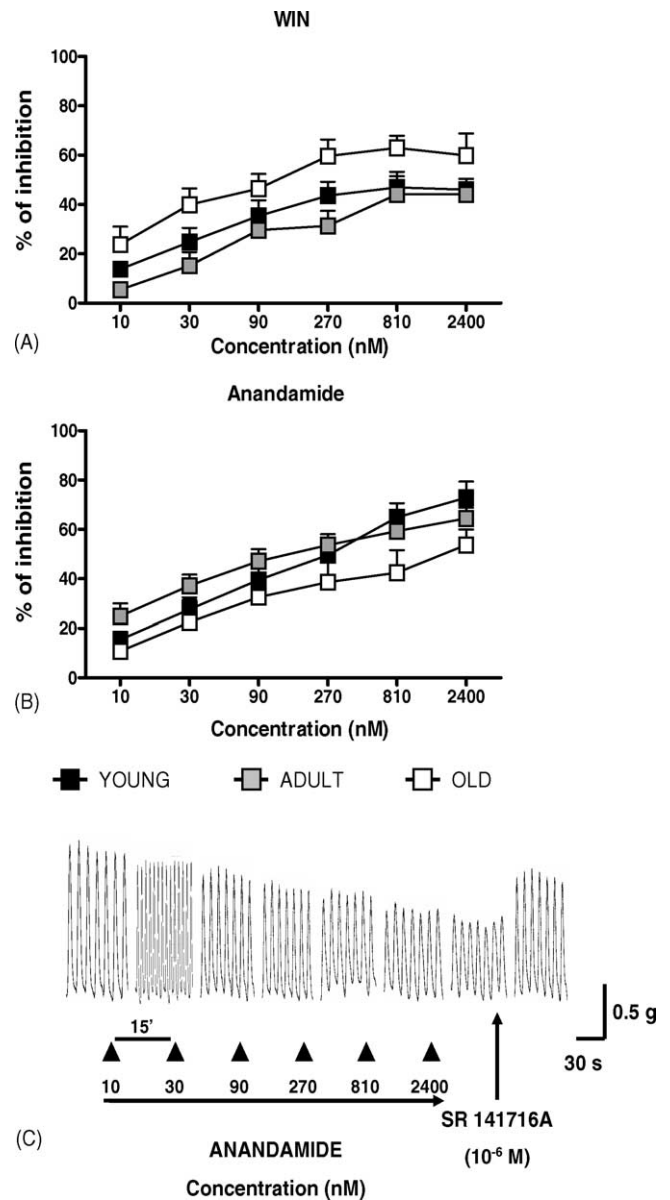 WIN
100
80
60
40
20
0
% of inhibition
10 30 90 270 810 2400
Concentration (nM)
(A)
Anandamide
100
80
60
40
20
0
% of inhibition
10 30 90 270 810 2400
Concentration (nM)
(B)
YOUNG ADULT OLD
0.5 g
30 s
15'
10 30 90 270 810 2400
SR 141716A
(10⁻⁶ M)
(C)
ANANDAMIDE
Concentration (nM)